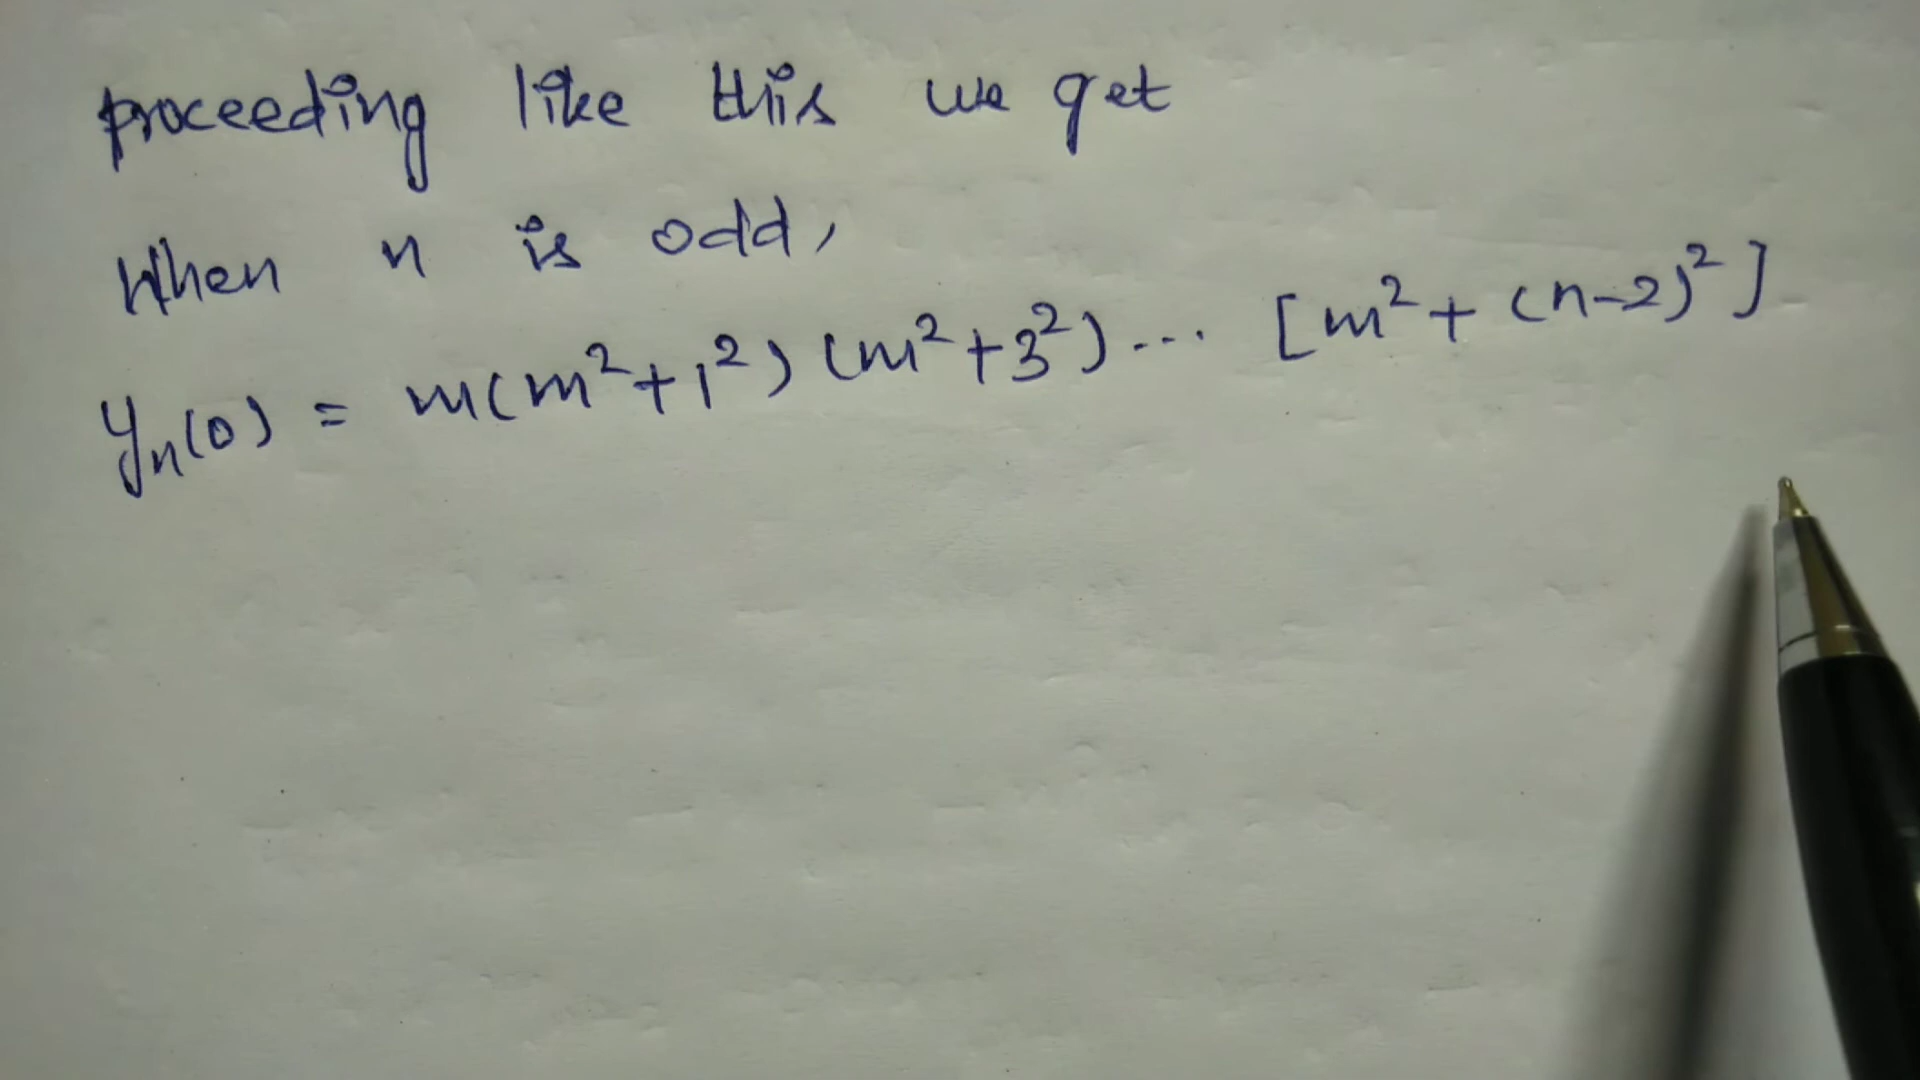 proceeding like this we get
When n is odd,
yₙ(0) = m(m²+1²) (m²+3²)... [m²+(n-2)²]